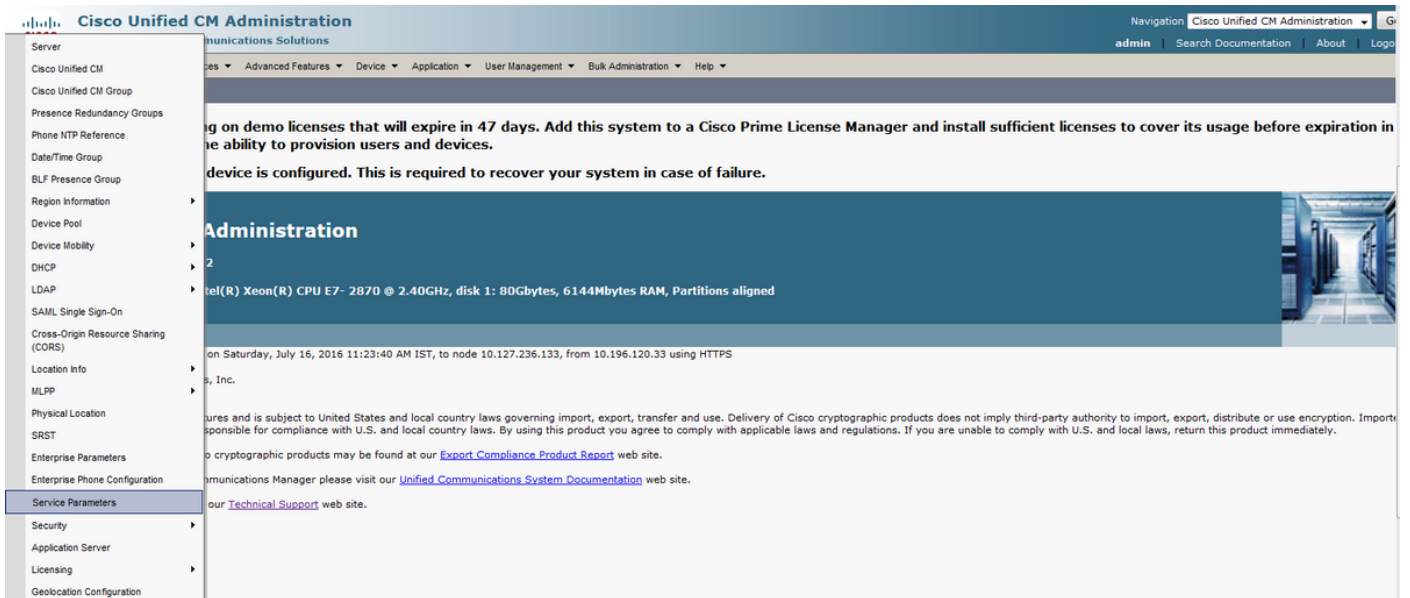 Cisco Unified CM Administration
Navigation Cisco Unified CM Administration
munications Solutions
admin Search Documentation About Logo
ces Advanced Features Device Application User Management Bulk Administration Help
Server
Cisco Unified CM
Cisco Unified CM Group
Presence Redundancy Groups
Phone NTP Reference
Date/Time Group
BLF Presence Group
Region Information
Device Pool
Device Mobility
DHCP
LDAP
SAML Single Sign-On
Cross-Origin Resource Sharing
(CORS)
Location Info
MLPP
Physical Location
SRST
Enterprise Parameters
Enterprise Phone Configuration
Service Parameters
Security
Application Server
Licensing
Geolocation Configuration
ng on demo licenses that will expire in 47 days. Add this system to a Cisco Prime License Manager and install sufficient licenses to cover its usage before expiration in
he ability to provision users and devices.
device is configured. This is required to recover your system in case of failure.
Administration
2
tel(R) Xeon(R) CPU E7- 2870 @ 2.40GHz, disk 1: 80Gbytes, 6144Mbytes RAM, Partitions aligned
on Saturday, July 16, 2016 11:23:40 AM IST, to node 10.127.236.133, from 10.196.120.33 using HTTPS
s, Inc.
tures and is subject to United States and local country laws governing import, export, transfer and use. Delivery of Cisco cryptographic products does not imply third-party authority to import, export, distribute or use encryption. Importe
sponsible for compliance with U.S. and local country laws. By using this product you agree to comply with applicable laws and regulations. If you are unable to comply with U.S. and local laws, return this product immediately.
o cryptographic products may be found at our Export Compliance Product Report web site.
mmunications Manager please visit our Unified Communications System Documentation web site.
our Technical Support web site.